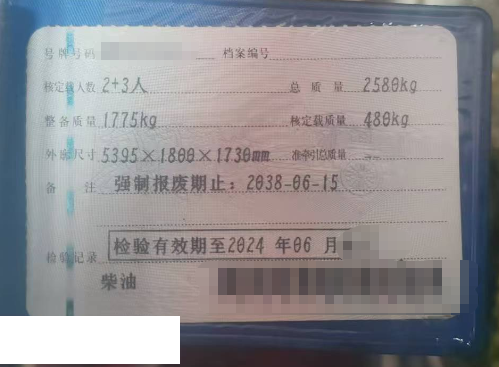 号牌号码 档案编号
核定载人数 2+3人 总质量 2580kg
整备质量 1775kg 核定载质量 480kg
外廓尺寸 5395×1800×1730mm 准牵引总质量
备注 强制报废期止：2038-06-15
检验记录 检验有效期至2024 年06 月
柴油